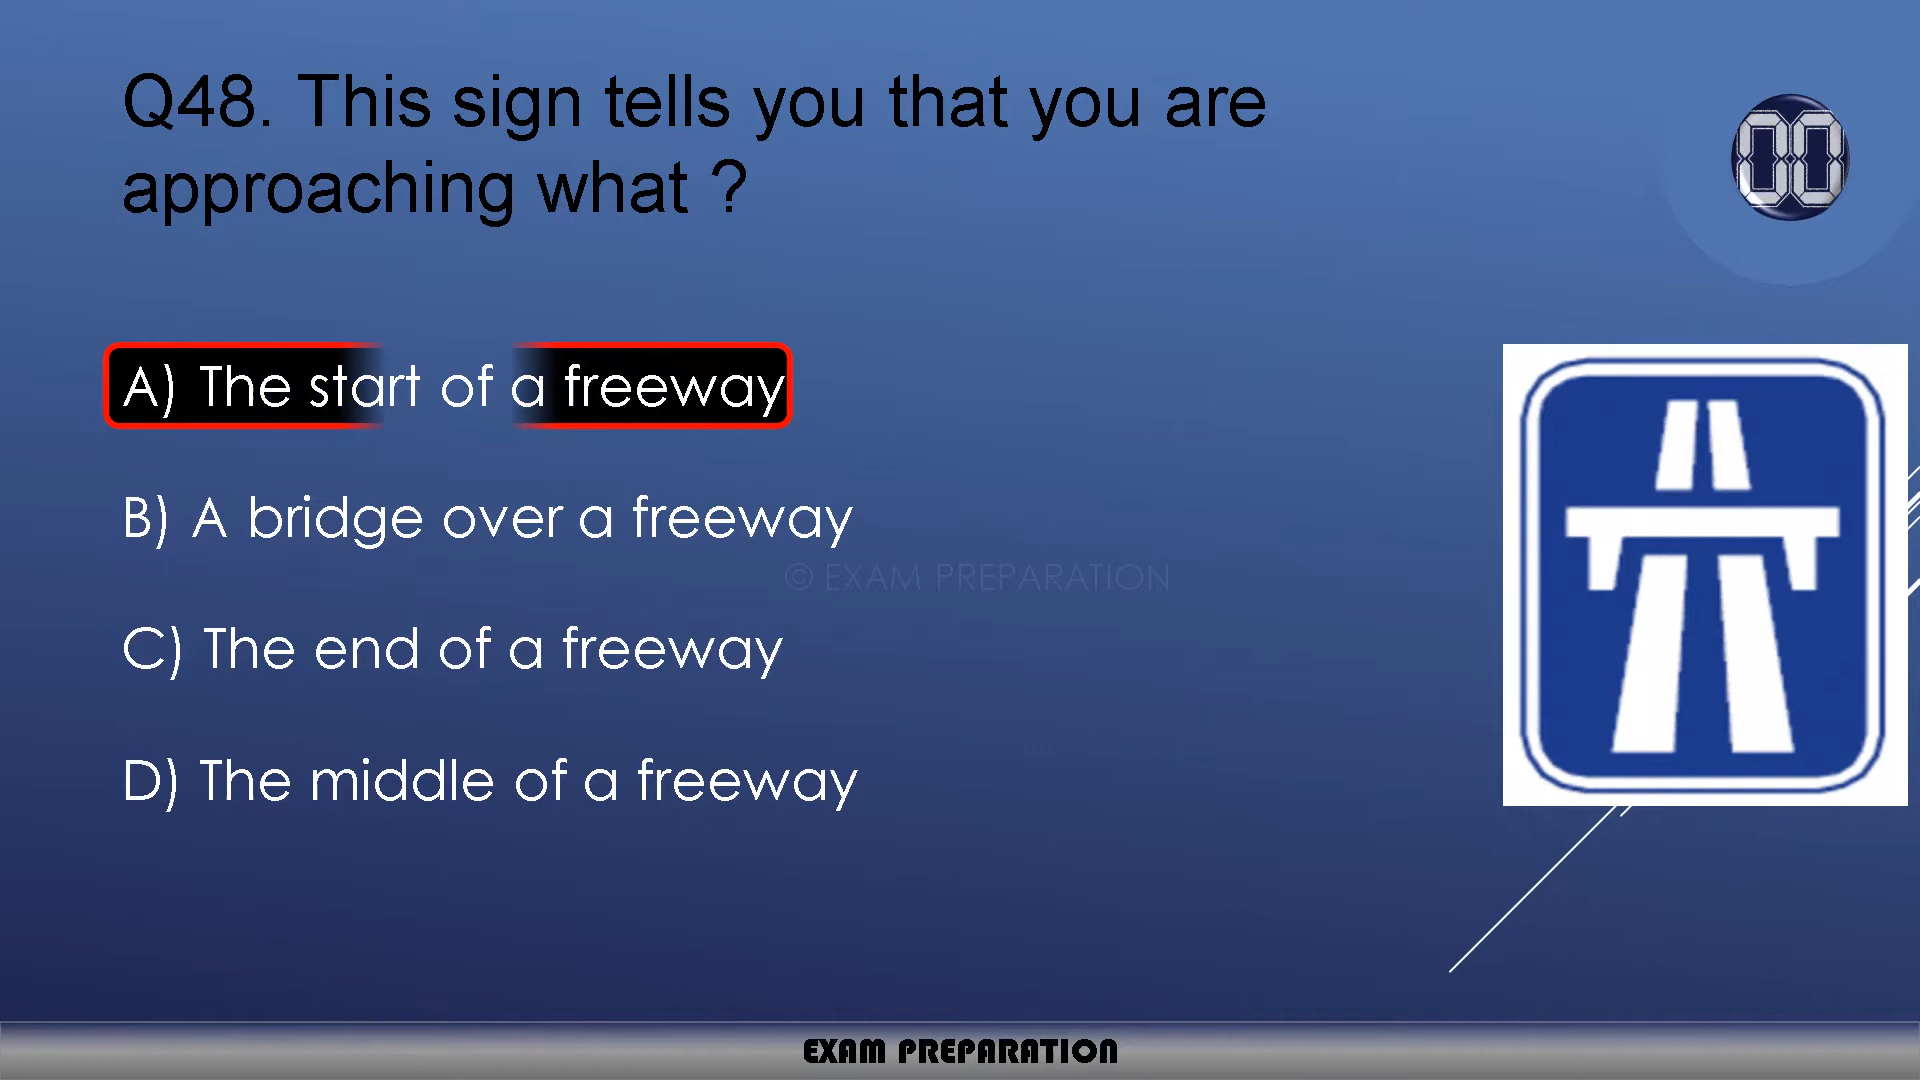 Q48. This sign tells you that you are
approaching what ?
00
A) The start of a freeway
B) A bridge over a freeway
© EXAM PREPARATION
C) The end of a freeway
D) The middle of a freeway
EXAM PREPARATION